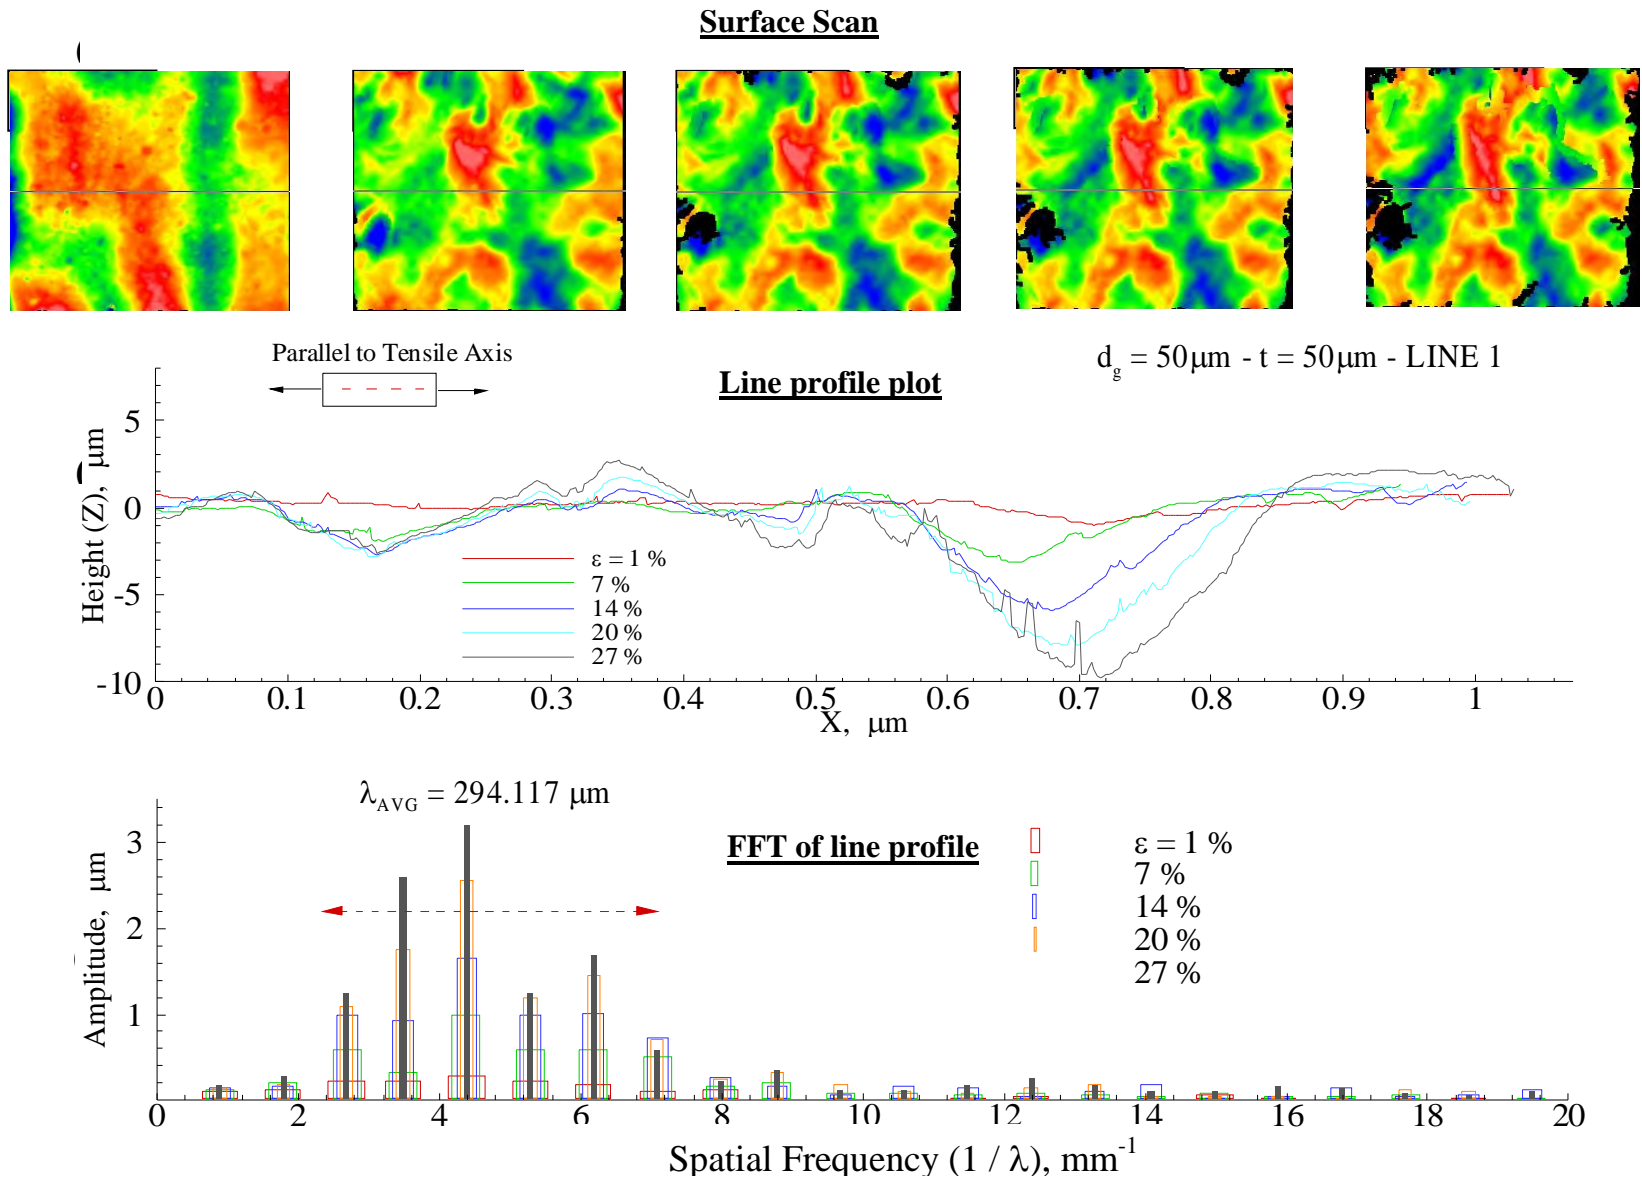 Surface Scan
Parallel to Tensile Axis
d_g = 50μm - t = 50μm - LINE 1
Line profile plot
Height (Z), μm
5
0
-5
-10
ε = 1 %
7 %
14 %
20 %
27 %
0 0.1 0.2 0.3 0.4 0.5 0.6 0.7 0.8 0.9 1
X, μm
λ_AVG = 294.117 μm
FFT of line profile
Amplitude, μm
3
2
1
ε = 1 %
7 %
14 %
20 %
27 %
0 2 4 6 8 10 12 14 16 18 20
Spatial Frequency (1 / λ), mm^-1